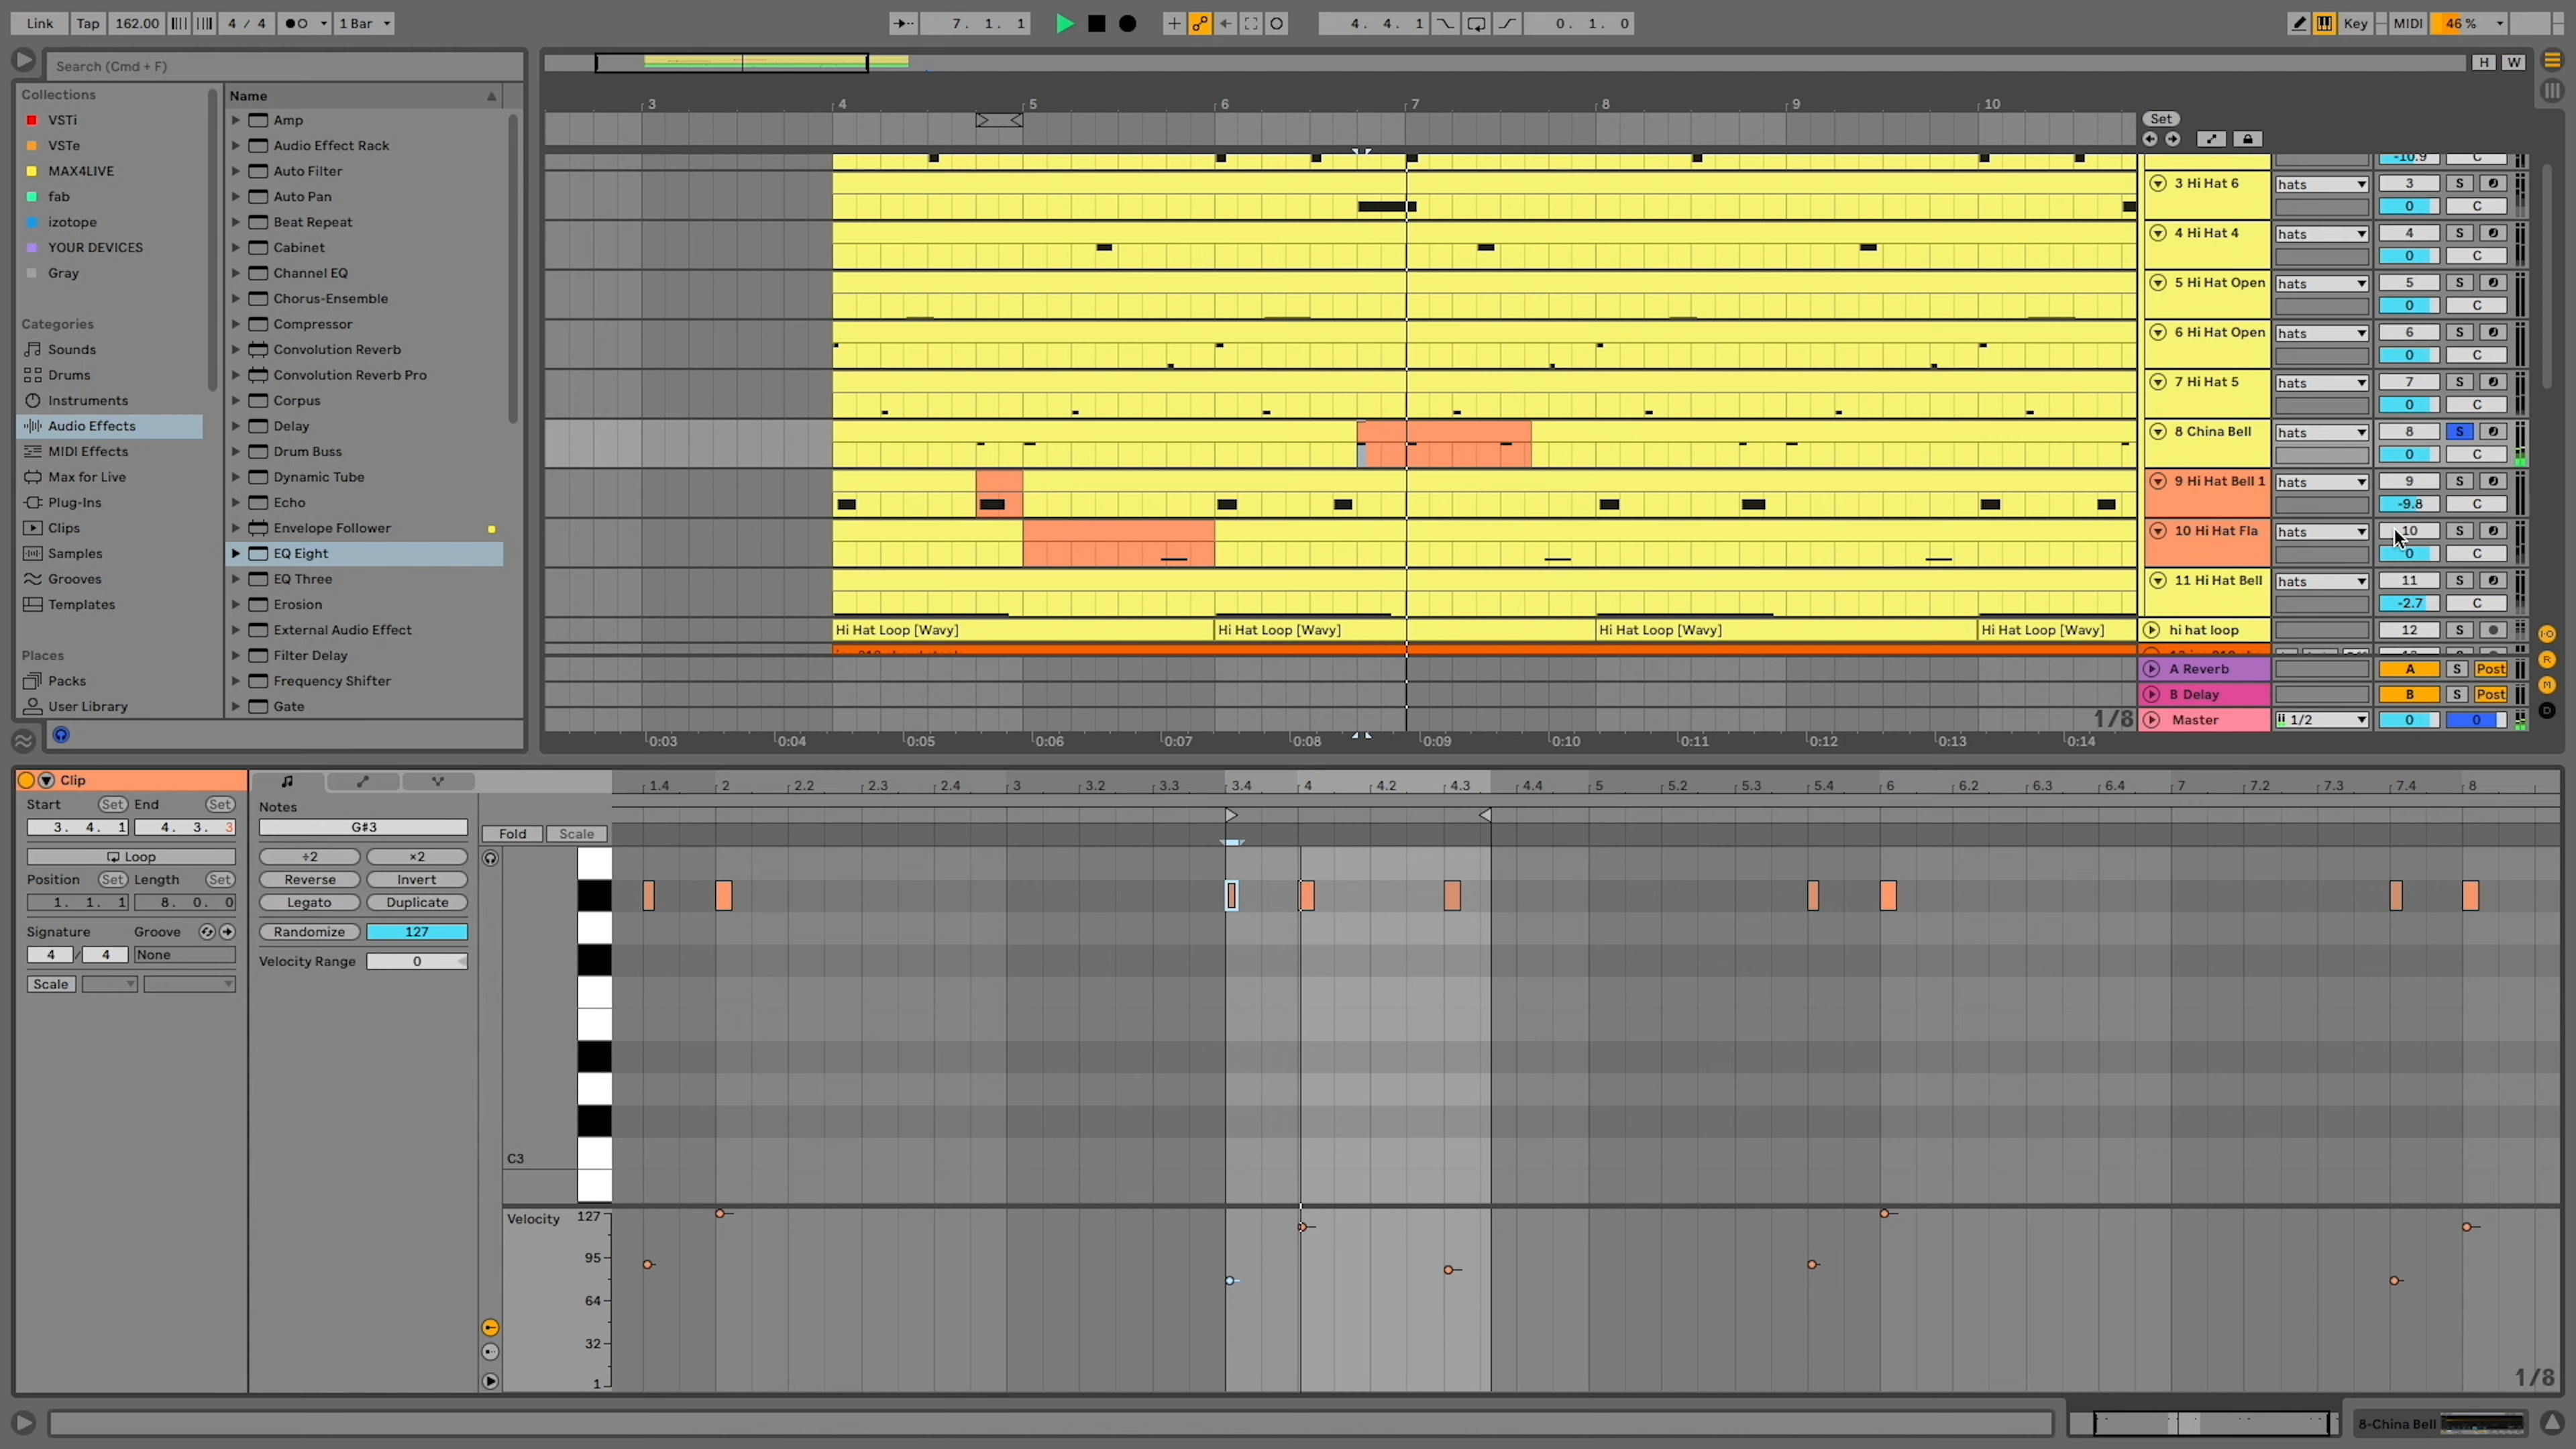 Link Tap 162.00 4 / 4 1 Bar 7. 1. 1 4. 4. 1 0. 1. 0 Key MIDI 46 %
Search (Cmd + F)
H W
Collections
VSTi
VSTe
MAX4LIVE
fab
izotope
YOUR DEVICES
Gray
Categories
Sounds
Drums
Instruments
Audio Effects
MIDI Effects
Max for Live
Plug-Ins
Clips
Samples
Grooves
Templates
Places
Packs
User Library
Name
Amp
Audio Effect Rack
Auto Filter
Auto Pan
Beat Repeat
Cabinet
Channel EQ
Chorus-Ensemble
Compressor
Convolution Reverb
Convolution Reverb Pro
Corpus
Delay
Drum Buss
Dynamic Tube
Echo
Envelope Follower
EQ Eight
EQ Three
Erosion
External Audio Effect
Filter Delay
Frequency Shifter
Gate
3 4 5 6 7 8 9 10
Set
-10.9 C
3 Hi Hat 6 hats 3 S
0 C
4 Hi Hat 4 hats 4 S
0 C
5 Hi Hat Open hats 5 S
0 C
6 Hi Hat Open hats 6 S
0 C
7 Hi Hat 5 hats 7 S
0 C
8 China Bell hats 8 S
0 C
9 Hi Hat Bell 1 hats 9 S
-9.8 C
10 Hi Hat Fla hats 10 S
0 C
11 Hi Hat Bell hats 11 S
-2.7 C
Hi Hat Loop [Wavy] Hi Hat Loop [Wavy] Hi Hat Loop [Wavy] Hi Hat Loop [Wavy] hi hat loop 12 S
A Reverb A S Post
B Delay B S Post
1/8 Master 1/2 0 0
0:03 0:04 0:05 0:06 0:07 0:08 0:09 0:10 0:11 0:12 0:13 0:14
I·O
R
M
D
Clip
Start Set End Set
3. 4. 1 4. 3. 3
Loop
Position Set Length Set
1. 1. 1 8. 0. 0
Signature Groove
4 / 4 None
Scale
Notes
G#3
÷2 ×2
Reverse Invert
Legato Duplicate
Randomize 127
Velocity Range 0
Fold Scale
1.4 2 2.2 2.3 2.4 3 3.2 3.3 3.4 4 4.2 4.3 4.4 5 5.2 5.3 5.4 6 6.2 6.3 6.4 7 7.2 7.3 7.4 8
C3
Velocity 127
95
64
32
1
1/8
8-China Bell